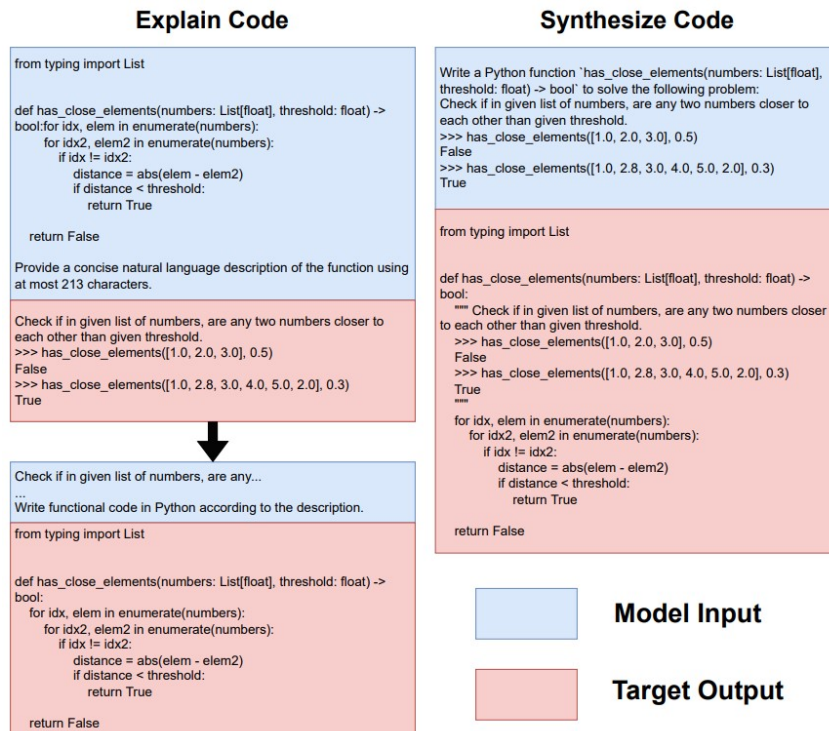 Explain Code
from typing import List
def has_close_elements(numbers: List[float], threshold: float) ->
bool:for idx, elem in enumerate(numbers):
for idx2, elem2 in enumerate(numbers):
if idx != idx2:
distance = abs(elem - elem2)
if distance < threshold:
return True
return False
Provide a concise natural language description of the function using
at most 213 characters.
Check if in given list of numbers, are any two numbers closer to
each other than given threshold.
>>> has_close_elements([1.0, 2.0, 3.0], 0.5)
False
>>> has_close_elements([1.0, 2.8, 3.0, 4.0, 5.0, 2.0], 0.3)
True
Check if in given list of numbers, are any...
...
Write functional code in Python according to the description.
from typing import List
def has_close_elements(numbers: List[float], threshold: float) ->
bool:
for idx, elem in enumerate(numbers):
for idx2, elem2 in enumerate(numbers):
if idx != idx2:
distance = abs(elem - elem2)
if distance < threshold:
return True
return False
Synthesize Code
Write a Python function `has_close_elements(numbers: List[float],
threshold: float) -> bool` to solve the following problem:
Check if in given list of numbers, are any two numbers closer to
each other than given threshold.
>>> has_close_elements([1.0, 2.0, 3.0], 0.5)
False
>>> has_close_elements([1.0, 2.8, 3.0, 4.0, 5.0, 2.0], 0.3)
True
from typing import List
def has_close_elements(numbers: List[float], threshold: float) ->
bool:
""" Check if in given list of numbers, are any two numbers closer
to each other than given threshold.
>>> has_close_elements([1.0, 2.0, 3.0], 0.5)
False
>>> has_close_elements([1.0, 2.8, 3.0, 4.0, 5.0, 2.0], 0.3)
True
"""
for idx, elem in enumerate(numbers):
for idx2, elem2 in enumerate(numbers):
if idx != idx2:
distance = abs(elem - elem2)
if distance < threshold:
return True
return False
Model Input
Target Output